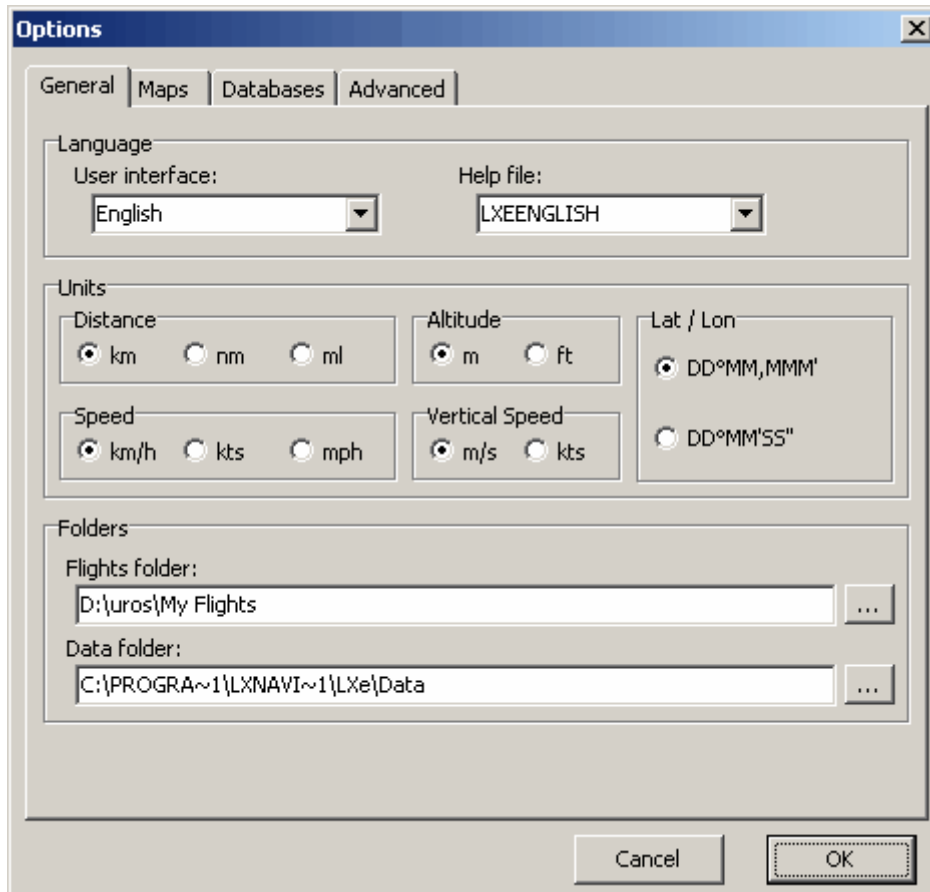 Options
General Maps Databases Advanced
Language
User interface: Help file:
English LXEENGLISH
Units
Distance Altitude Lat / Lon
km nm ml m ft DD°MM,MMM'
Speed Vertical Speed
km/h kts mph m/s kts DD°MM'SS"
Folders
Flights folder:
D:\uros\My Flights ...
Data folder:
C:\PROGRA~1\LXNAVI~1\LXe\Data ...
Cancel OK